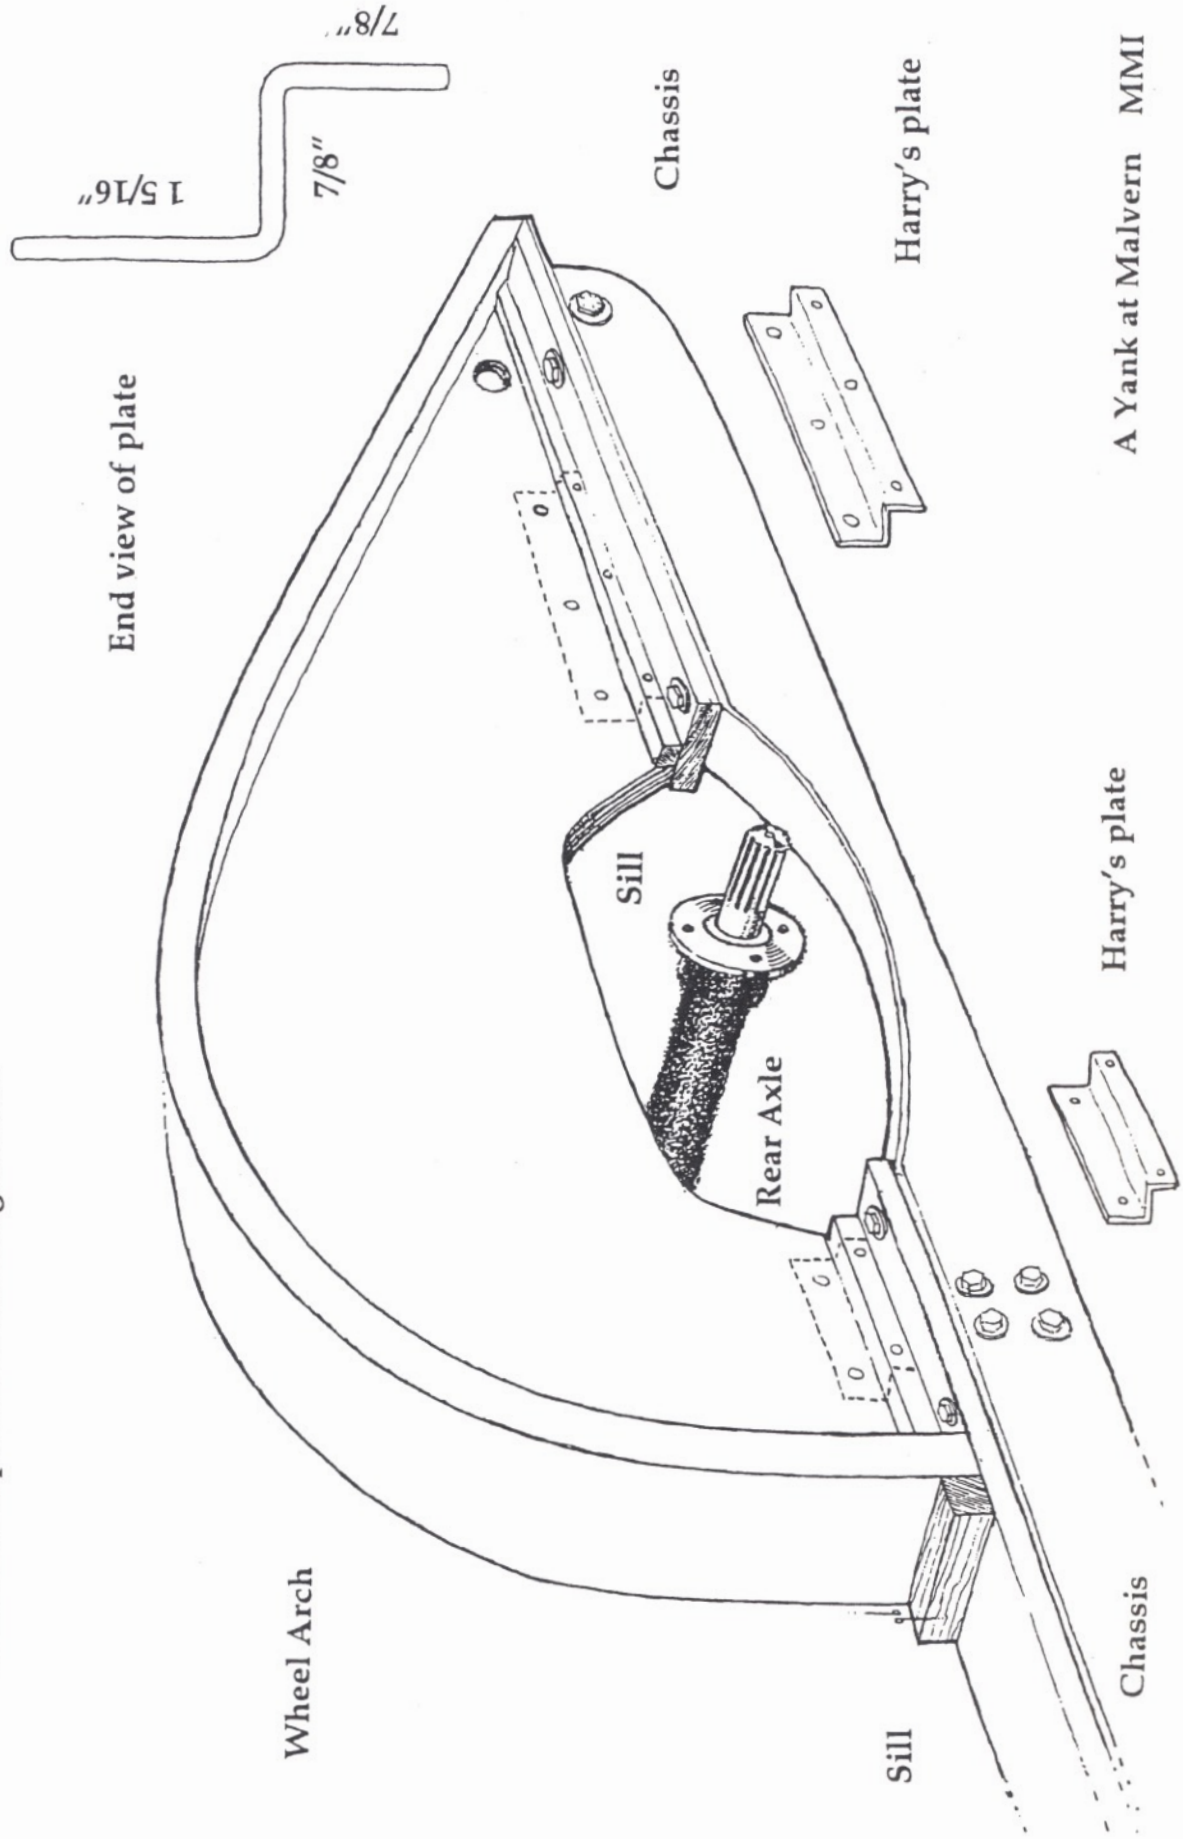 End view of plate
1 5/16"
7/8"
7/8"
Wheel Arch
Chassis
Sill
Rear Axle
Harry's plate
Sill
Chassis
Harry's plate
A Yank at Malvern MMI